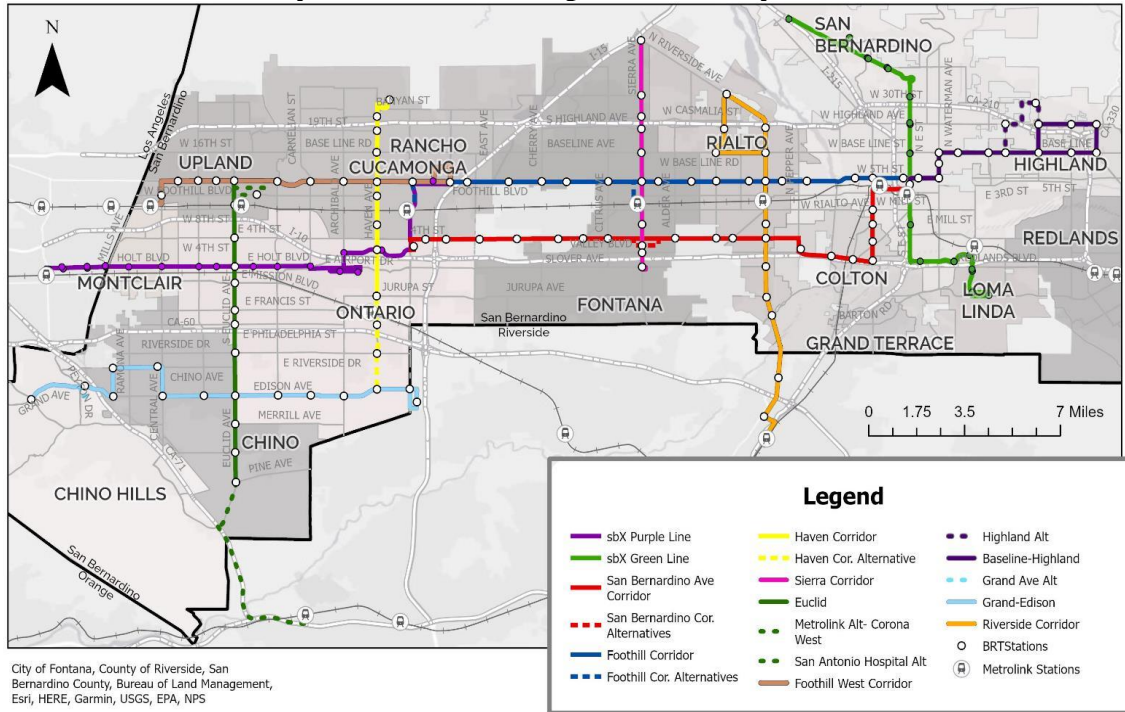 N
Los Angeles
San Bernardino
SAN
BERNARDINO
I-15
N RIVERSIDE AVE
SIERRA AVE
I-215
N WATERMAN AVE
W 30TH ST
CA-210
CA-330
BANYAN ST
CARNELIAN ST
19TH ST
EAST AVE
CHERRY AVE
S HIGHLAND AVE
W CASMALIA ST
W HIGHLAND AVE
W 16TH ST
BASE LINE RD
RANCHO
CUCAMONGA
BASELINE AVE
RIALTO
W BASE LINE RD
N PEPPER AVE
W BASE LINE ST
N E ST
BASE LINE
HIGHLAND
UPLAND
W FOOTHILL BLVD
ARCHIBALD AVE
HAVEN AVE
FOOTHILL BLVD
CITRUS AVE
ALDER AVE
W 5TH ST
E 3RD ST
5TH ST
MILLS AVE
W 8TH ST
E 4TH ST
I-10
4TH ST
W RIALTO AVE
W MILL ST
E MILL ST
REDLANDS
W 4TH ST
W HOLT BLVD
E HOLT BLVD
E AIRPORT DR
VALLEY BLVD
SLOVER AVE
E ST
REDLANDS BLVD
MONTCLAIR
E MISSION BLVD
COLTON
LOMA
LINDA
JURUPA ST
JURUPA AVE
E FRANCIS ST
ONTARIO
FONTANA
BARTON RD
CA-60
S EUCLID AVE
E PHILADELPHIA ST
San Bernardino
Riverside
GRAND TERRACE
RIVERSIDE DR
E RIVERSIDE DR
RAMONA AVE
CHINO AVE
PEYTON DR
GRAND AVE
CENTRAL AVE
EDISON AVE
MERRILL AVE
0 1.75 3.5 7 Miles
EUCLID AVE
CHINO
PINE AVE
CA-71
CHINO HILLS
San Bernardino
Orange
Legend
sbX Purple Line
sbX Green Line
San Bernardino Ave
Corridor
San Bernardino Cor.
Alternatives
Foothill Corridor
Foothill Cor. Alternatives
Haven Corridor
Haven Cor. Alternative
Sierra Corridor
Euclid
Metrolink Alt- Corona
West
San Antonio Hospital Alt
Foothill West Corridor
Highland Alt
Baseline-Highland
Grand Ave Alt
Grand-Edison
Riverside Corridor
BRTStations
Metrolink Stations
City of Fontana, County of Riverside, San
Bernardino County, Bureau of Land Management,
Esri, HERE, Garmin, USGS, EPA, NPS